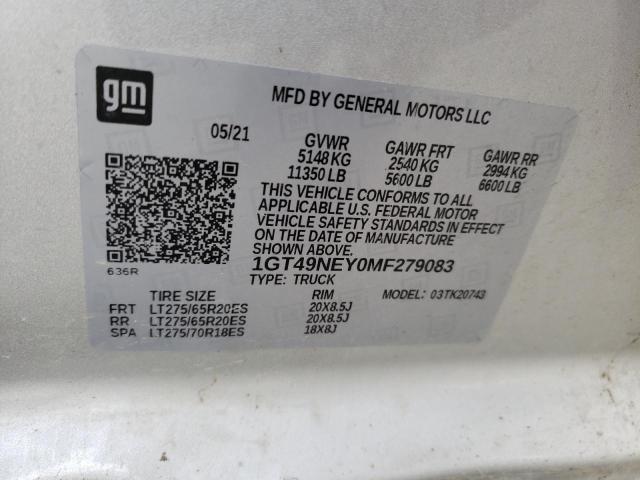 gm
MFD BY GENERAL MOTORS LLC
05/21 GVWR GAWR FRT GAWR RR
5148 KG 2540 KG 2994 KG
11350 LB 5600 LB 6600 LB
THIS VEHICLE CONFORMS TO ALL
APPLICABLE U.S. FEDERAL MOTOR
VEHICLE SAFETY STANDARDS IN EFFECT
ON THE DATE OF MANUFACTURE
SHOWN ABOVE.
636R
1GT49NEY0MF279083
TYPE: TRUCK MODEL: 03TK20743
TIRE SIZE RIM
FRT LT275/65R20ES 20X8.5J
RR LT275/65R20ES 20X8.5J
SPA LT275/70R18ES 18X8J